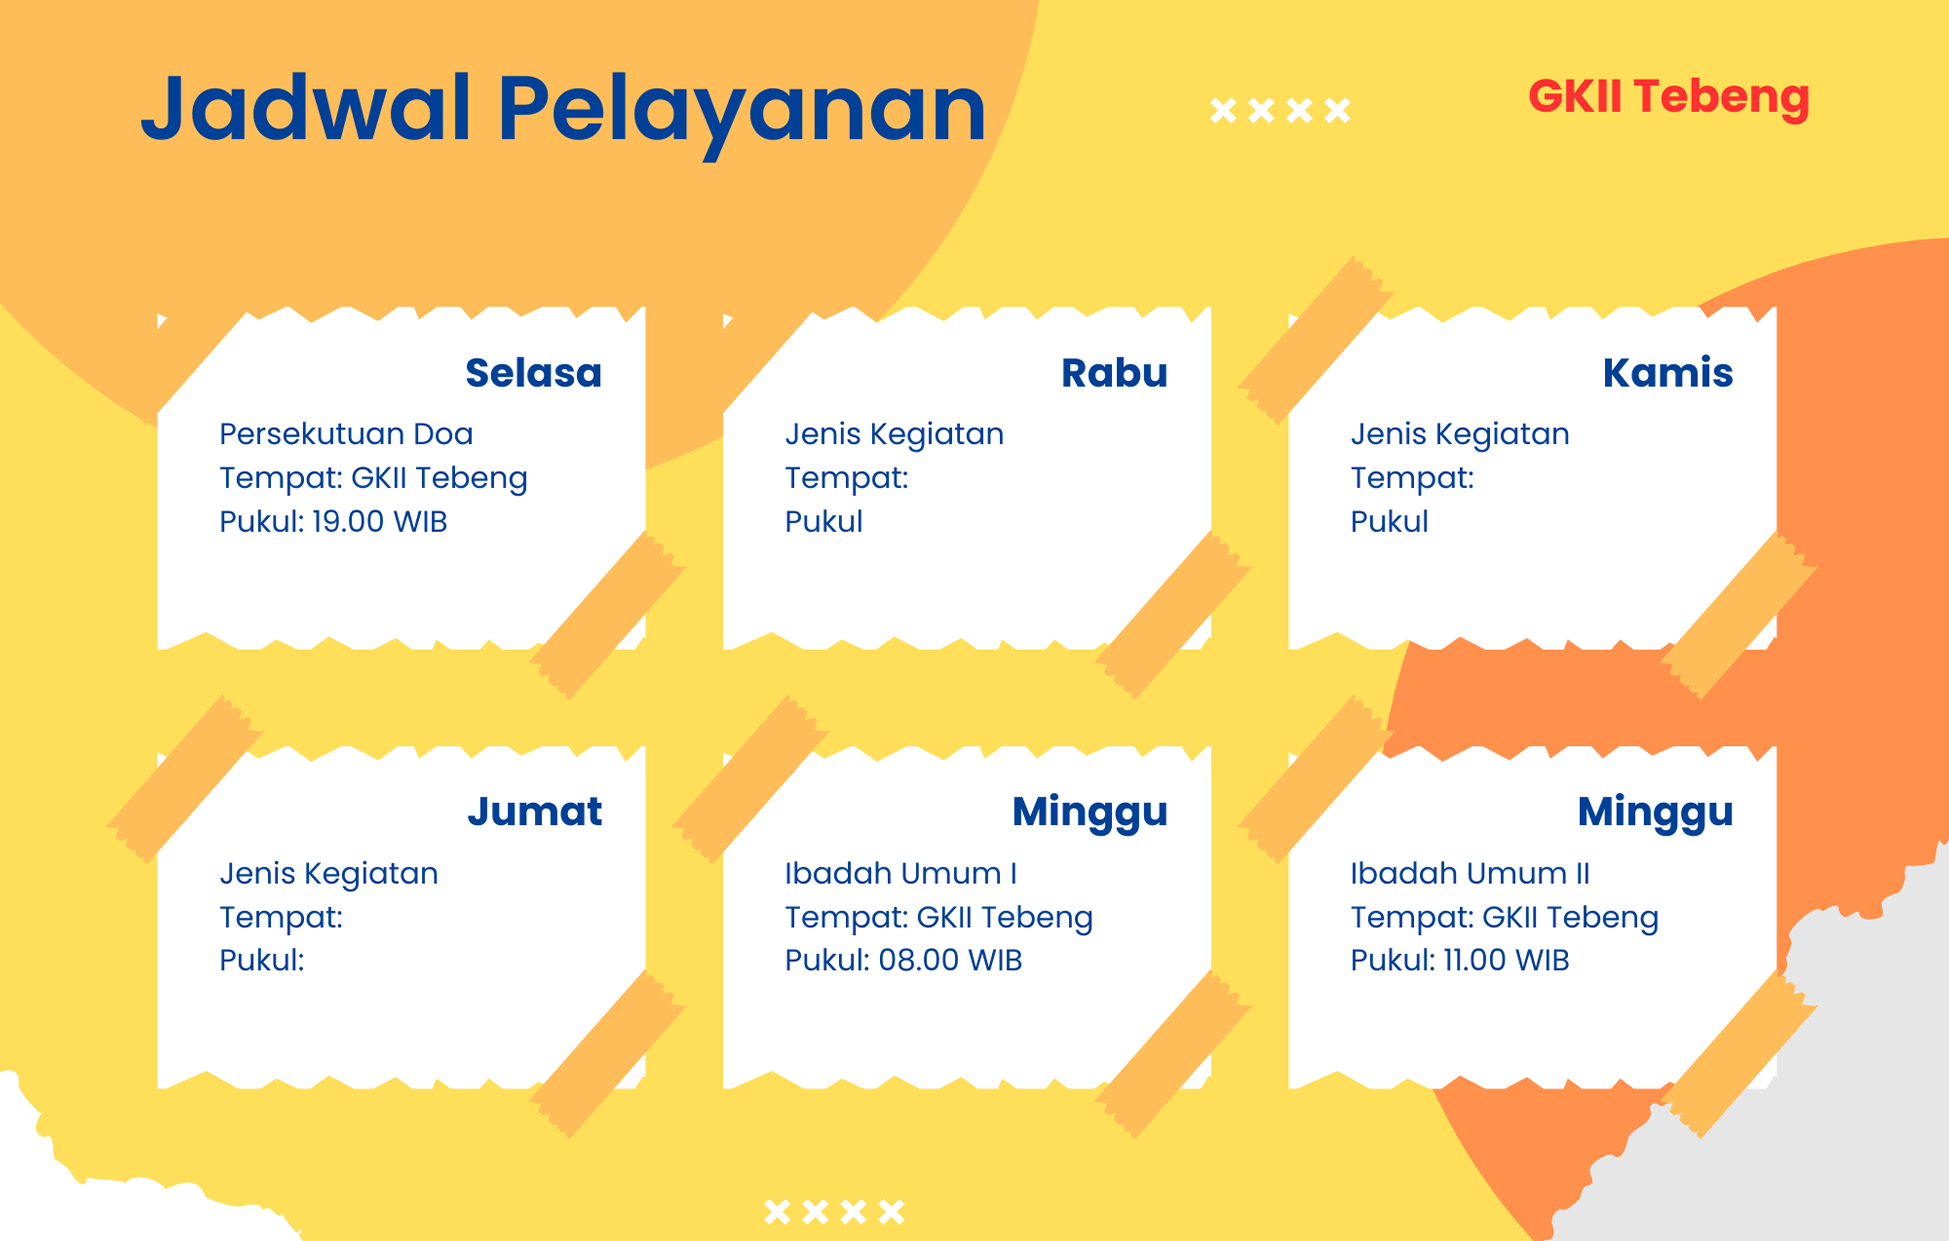 Jadwal Pelayanan
GKII Tebeng
Selasa
Persekutuan Doa
Tempat: GKII Tebeng
Pukul: 19.00 WIB
Rabu
Jenis Kegiatan
Tempat:
Pukul
Kamis
Jenis Kegiatan
Tempat:
Pukul
Jumat
Jenis Kegiatan
Tempat:
Pukul:
Minggu
Ibadah Umum I
Tempat: GKII Tebeng
Pukul: 08.00 WIB
Minggu
Ibadah Umum II
Tempat: GKII Tebeng
Pukul: 11.00 WIB